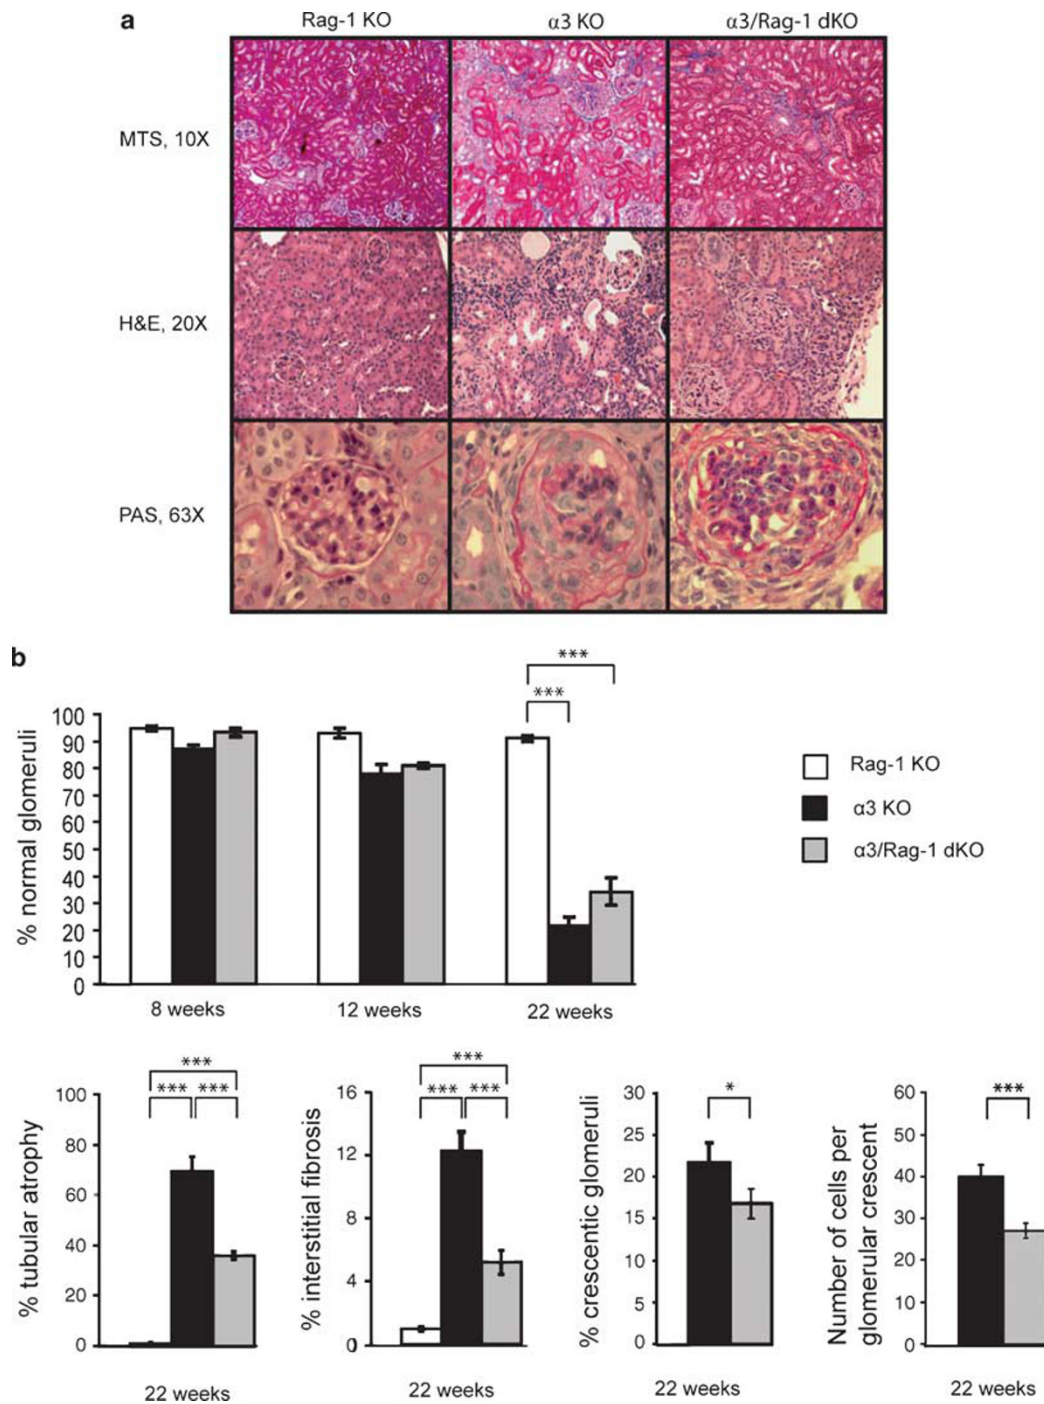 a
Rag-1 KO α3 KO α3/Rag-1 dKO
MTS, 10X
H&E, 20X
PAS, 63X
b
***
***
% normal glomeruli
100
90
80
70
60
50
40
30
20
10
0
8 weeks 12 weeks 22 weeks
Rag-1 KO
α3 KO
α3/Rag-1 dKO
% tubular atrophy
100
80
60
40
20
0
***
*** ***
22 weeks
% interstitial fibrosis
16
12
8
4
0
***
*** ***
22 weeks
% crescentic glomeruli
30
25
20
15
10
5
0
*
22 weeks
Number of cells per
glomerular crescent
60
50
40
30
20
10
0
***
22 weeks